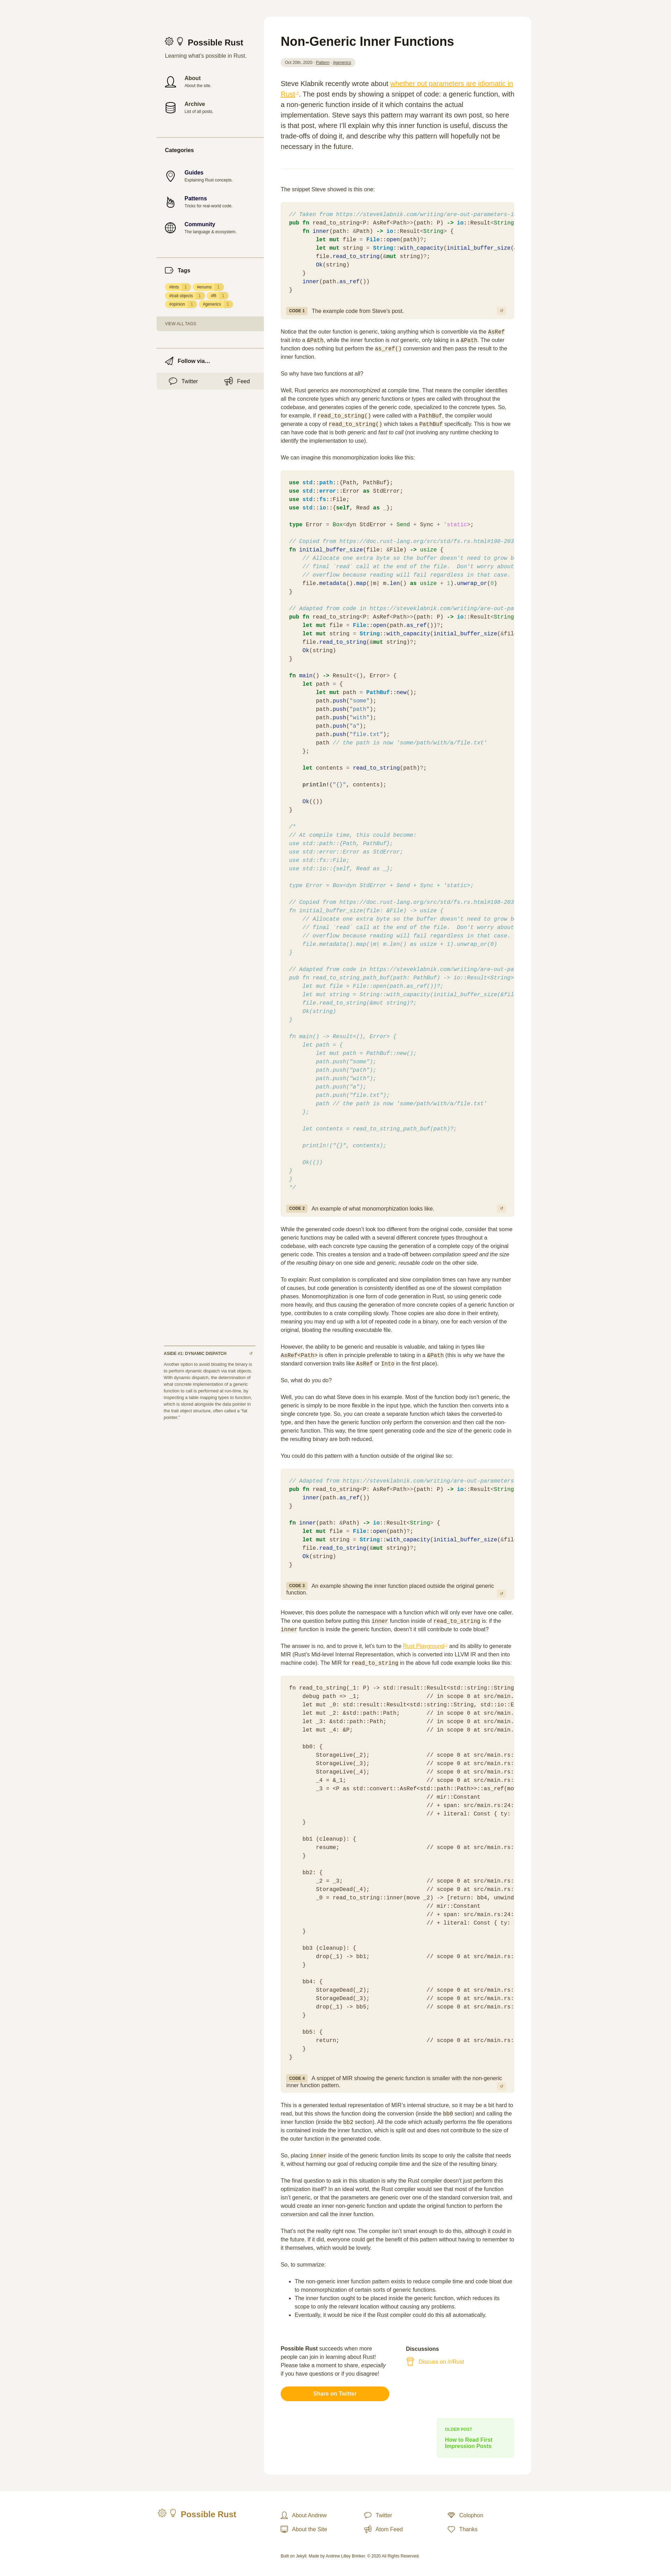 Possible Rust
Learning what's possible in Rust.
About
About the site.
Archive
List of all posts.
Categories
Guides
Explaining Rust concepts.
Patterns
Tricks for real-world code.
Community
The language & ecosystem.
Tags
#lints 1 #enums 1
#trait objects 1 #ffi 1
#opinion 1 #generics 1
VIEW ALL TAGS
Follow via…
Twitter Feed
Non-Generic Inner Functions
Oct 20th, 2020 · Pattern · #generics
Steve Klabnik recently wrote about whether out parameters are idiomatic in
Rust. The post ends by showing a snippet of code: a generic function, with
a non-generic function inside of it which contains the actual
implementation. Steve says this pattern may warrant its own post, so here
is that post, where I'll explain why this inner function is useful, discuss the
trade-offs of doing it, and describe why this pattern will hopefully not be
necessary in the future.
The snippet Steve showed is this one:
// Taken from https://steveklabnik.com/writing/are-out-parameters-i
pub fn read_to_string<P: AsRef<Path>>(path: P) -> io::Result<String
    fn inner(path: &Path) -> io::Result<String> {
        let mut file = File::open(path)?;
        let mut string = String::with_capacity(initial_buffer_size(
        file.read_to_string(&mut string)?;
        Ok(string)
    }
    inner(path.as_ref())
}
CODE 1 The example code from Steve's post.
Notice that the outer function is generic, taking anything which is convertible via the AsRef
trait into a &Path, while the inner function is not generic, only taking in a &Path. The outer
function does nothing but perform the as_ref() conversion and then pass the result to the
inner function.
So why have two functions at all?
Well, Rust generics are monomorphized at compile time. That means the compiler identifies
all the concrete types which any generic functions or types are called with throughout the
codebase, and generates copies of the generic code, specialized to the concrete types. So,
for example, if read_to_string() were called with a PathBuf, the compiler would
generate a copy of read_to_string() which takes a PathBuf specifically. This is how we
can have code that is both generic and fast to call (not involving any runtime checking to
identify the implementation to use).
We can imagine this monomorphization looks like this:
use std::path::{Path, PathBuf};
use std::error::Error as StdError;
use std::fs::File;
use std::io::{self, Read as _};
type Error = Box<dyn StdError + Send + Sync + 'static>;
// Copied from https://doc.rust-lang.org/src/std/fs.rs.html#198-203
fn initial_buffer_size(file: &File) -> usize {
    // Allocate one extra byte so the buffer doesn't need to grow b
    // final `read` call at the end of the file.  Don't worry about
    // overflow because reading will fail regardless in that case.
    file.metadata().map(|m| m.len() as usize + 1).unwrap_or(0)
}
// Adapted from code in https://steveklabnik.com/writing/are-out-pa
pub fn read_to_string<P: AsRef<Path>>(path: P) -> io::Result<String
    let mut file = File::open(path.as_ref())?;
    let mut string = String::with_capacity(initial_buffer_size(&fil
    file.read_to_string(&mut string)?;
    Ok(string)
}
fn main() -> Result<(), Error> {
    let path = {
        let mut path = PathBuf::new();
        path.push("some");
        path.push("path");
        path.push("with");
        path.push("a");
        path.push("file.txt");
        path // the path is now 'some/path/with/a/file.txt'
    };
    let contents = read_to_string(path)?;
    println!("{}", contents);
    Ok(())
}
/*
// At compile time, this could become:
use std::path::{Path, PathBuf};
use std::error::Error as StdError;
use std::fs::File;
use std::io::{self, Read as _};
type Error = Box<dyn StdError + Send + Sync + 'static>;
// Copied from https://doc.rust-lang.org/src/std/fs.rs.html#198-203
fn initial_buffer_size(file: &File) -> usize {
    // Allocate one extra byte so the buffer doesn't need to grow b
    // final `read` call at the end of the file.  Don't worry about
    // overflow because reading will fail regardless in that case.
    file.metadata().map(|m| m.len() as usize + 1).unwrap_or(0)
}
// Adapted from code in https://steveklabnik.com/writing/are-out-pa
pub fn read_to_string_path_buf(path: PathBuf) -> io::Result<String>
    let mut file = File::open(path.as_ref())?;
    let mut string = String::with_capacity(initial_buffer_size(&fil
    file.read_to_string(&mut string)?;
    Ok(string)
}
fn main() -> Result<(), Error> {
    let path = {
        let mut path = PathBuf::new();
        path.push("some");
        path.push("path");
        path.push("with");
        path.push("a");
        path.push("file.txt");
        path // the path is now 'some/path/with/a/file.txt'
    };
    let contents = read_to_string_path_buf(path)?;
    println!("{}", contents);
    Ok(())
}
}
*/
CODE 2 An example of what monomorphization looks like.
While the generated code doesn't look too different from the original code, consider that some
generic functions may be called with a several different concrete types throughout a
codebase, with each concrete type causing the generation of a complete copy of the original
generic code. This creates a tension and a trade-off between compilation speed and the size
of the resulting binary on one side and generic, reusable code on the other side.
To explain: Rust compilation is complicated and slow compilation times can have any number
of causes, but code generation is consistently identified as one of the slowest compilation
phases. Monomorphization is one form of code generation in Rust, so using generic code
more heavily, and thus causing the generation of more concrete copies of a generic function or
type, contributes to a crate compiling slowly. Those copies are also done in their entirety,
meaning you may end up with a lot of repeated code in a binary, one for each version of the
original, bloating the resulting executable file.
ASIDE #1: DYNAMIC DISPATCH
Another option to avoid bloating the binary is
to perform dynamic dispatch via trait objects.
With dynamic dispatch, the determination of
what concrete implementation of a generic
function to call is performed at run-time, by
inspecting a table mapping types to function,
which is stored alongside the data pointer in
the trait object structure, often called a "fat
pointer."
However, the ability to be generic and reusable is valuable, and taking in types like
AsRef<Path> is often in principle preferable to taking in a &Path (this is why we have the
standard conversion traits like AsRef or Into in the first place).
So, what do you do?
Well, you can do what Steve does in his example. Most of the function body isn't generic, the
generic is simply to be more flexible in the input type, which the function then converts into a
single concrete type. So, you can create a separate function which takes the converted-to
type, and then have the generic function only perform the conversion and then call the non-
generic function. This way, the time spent generating code and the size of the generic code in
the resulting binary are both reduced.
You could do this pattern with a function outside of the original like so:
// Adapted from https://steveklabnik.com/writing/are-out-parameters
pub fn read_to_string<P: AsRef<Path>>(path: P) -> io::Result<String
    inner(path.as_ref())
}
fn inner(path: &Path) -> io::Result<String> {
    let mut file = File::open(path)?;
    let mut string = String::with_capacity(initial_buffer_size(&fil
    file.read_to_string(&mut string)?;
    Ok(string)
}
CODE 3 An example showing the inner function placed outside the original generic
function.
However, this does pollute the namespace with a function which will only ever have one caller.
The one question before putting this inner function inside of read_to_string is: if the
inner function is inside the generic function, doesn't it still contribute to code bloat?
The answer is no, and to prove it, let's turn to the Rust Playground and its ability to generate
MIR (Rust's Mid-level Internal Representation, which is converted into LLVM IR and then into
machine code). The MIR for read_to_string in the above full code example looks like this:
fn read_to_string(_1: P) -> std::result::Result<std::string::String
    debug path => _1;                    // in scope 0 at src/main.
    let mut _0: std::result::Result<std::string::String, std::io::E
    let mut _2: &std::path::Path;        // in scope 0 at src/main.
    let _3: &std::path::Path;            // in scope 0 at src/main.
    let mut _4: &P;                      // in scope 0 at src/main.
    bb0: {
        StorageLive(_2);                 // scope 0 at src/main.rs:
        StorageLive(_3);                 // scope 0 at src/main.rs:
        StorageLive(_4);                 // scope 0 at src/main.rs:
        _4 = &_1;                        // scope 0 at src/main.rs:
        _3 = <P as std::convert::AsRef<std::path::Path>>::as_ref(mo
                                         // mir::Constant
                                         // + span: src/main.rs:24:
                                         // + literal: Const { ty:
    }
    bb1 (cleanup): {
        resume;                          // scope 0 at src/main.rs:
    }
    bb2: {
        _2 = _3;                         // scope 0 at src/main.rs:
        StorageDead(_4);                 // scope 0 at src/main.rs:
        _0 = read_to_string::inner(move _2) -> [return: bb4, unwind
                                         // mir::Constant
                                         // + span: src/main.rs:24:
                                         // + literal: Const { ty:
    }
    bb3 (cleanup): {
        drop(_1) -> bb1;                 // scope 0 at src/main.rs:
    }
    bb4: {
        StorageDead(_2);                 // scope 0 at src/main.rs:
        StorageDead(_3);                 // scope 0 at src/main.rs:
        drop(_1) -> bb5;                 // scope 0 at src/main.rs:
    }
    bb5: {
        return;                          // scope 0 at src/main.rs:
    }
}
CODE 4 A snippet of MIR showing the generic function is smaller with the non-generic
inner function pattern.
This is a generated textual representation of MIR's internal structure, so it may be a bit hard to
read, but this shows the function doing the conversion (inside the bb0 section) and calling the
inner function (inside the bb2 section). All the code which actually performs the file operations
is contained inside the inner function, which is split out and does not contribute to the size of
the outer function in the generated code.
So, placing inner inside of the generic function limits its scope to only the callsite that needs
it, without harming our goal of reducing compile time and the size of the resulting binary.
The final question to ask in this situation is why the Rust compiler doesn't just perform this
optimization itself? In an ideal world, the Rust compiler would see that most of the function
isn't generic, or that the parameters are generic over one of the standard conversion trait, and
would create an inner non-generic function and update the original function to perform the
conversion and call the inner function.
That's not the reality right now. The compiler isn't smart enough to do this, although it could in
the future. If it did, everyone could get the benefit of this pattern without having to remember to
it themselves, which would be lovely.
So, to summarize:
• The non-generic inner function pattern exists to reduce compile time and code bloat due
to monomorphization of certain sorts of generic functions.
• The inner function ought to be placed inside the generic function, which reduces its
scope to only the relevant location without causing any problems.
• Eventually, it would be nice if the Rust compiler could do this all automatically.
Possible Rust succeeds when more
people can join in learning about Rust!
Please take a moment to share, especially
if you have questions or if you disagree!
Share on Twitter
Discussions
Discuss on /r/Rust
OLDER POST
How to Read First
Impression Posts
Possible Rust
About Andrew Twitter Colophon
About the Site Atom Feed Thanks
Built on Jekyll. Made by Andrew Lilley Brinker. © 2020 All Rights Reserved.